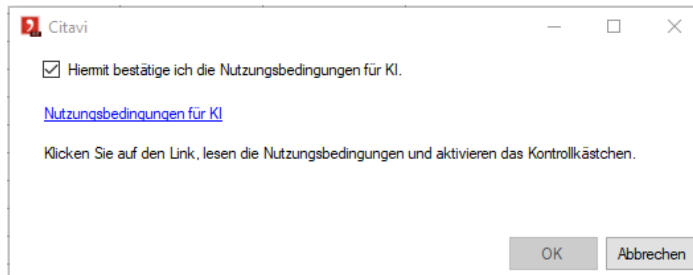 Citavi
Hiermit bestätige ich die Nutzungsbedingungen für KI.
Nutzungsbedingungen für KI
Klicken Sie auf den Link, lesen die Nutzungsbedingungen und aktivieren das Kontrollkästchen.
OK Abbrechen